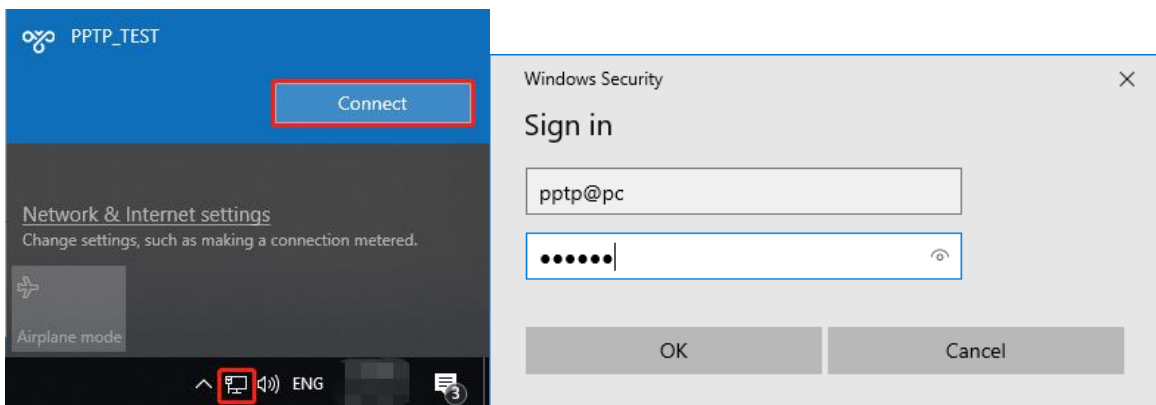 PPTP_TEST
Connect
Network & Internet settings
Change settings, such as making a connection metered.
Airplane mode
ENG
3
Windows Security
Sign in
pptp@pc
••••••
OK
Cancel